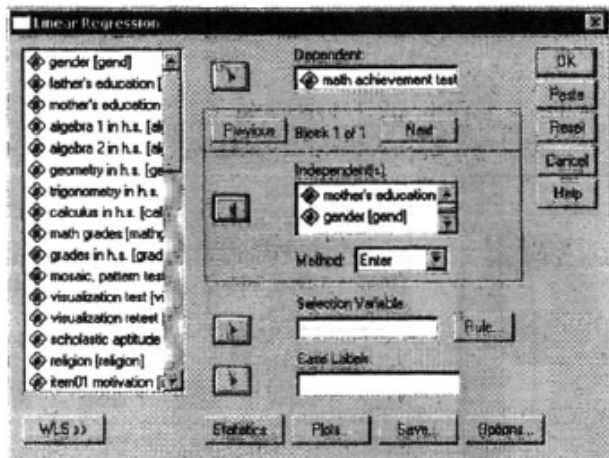 Linear Regression
gender [gend]
father's education [
mother's education
algebra 1 in h.s. [al
algebra 2 in h.s. [al
geometry in h.s. [ge
trigonometry in h.s.
calculus in h.s. [cal
math grades [mathg
grades in h.s. [grad
mosaic, pattern test
visualization test [vi
visualization retest [
scholastic aptitude
religion [religion]
item01 motivation [i
WLS >>
Dependent:
math achievement test
Previous
Block 1 of 1
Next
Independent(s):
mother's education
gender [gend]
Method:
Enter
Selection Variable:
Rule...
Case Labels:
Statistics
Plots...
Save...
Options...
OK
Paste
Reset
Cancel
Help